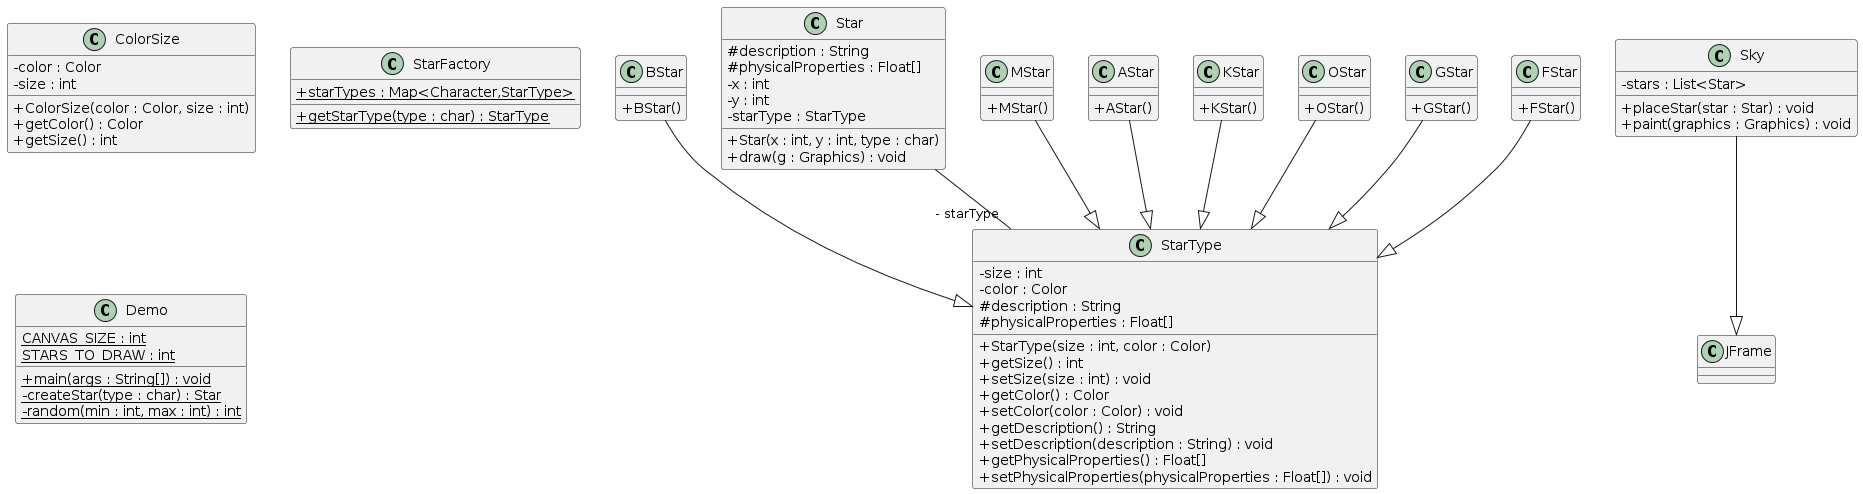 C ColorSize
-color : Color
-size : int
+ColorSize(color : Color, size : int)
+getColor() : Color
+getSize() : int
C StarFactory
+starTypes : Map<Character,StarType>
+getStarType(type : char) : StarType
C BStar
+BStar()
C Star
#description : String
#physicalProperties : Float[]
-x : int
-y : int
-starType : StarType
+Star(x : int, y : int, type : char)
+draw(g : Graphics) : void
C MStar
+MStar()
C AStar
+AStar()
C KStar
+KStar()
C OStar
+OStar()
C GStar
+GStar()
C FStar
+FStar()
C Sky
-stars : List<Star>
+placeStar(star : Star) : void
+paint(graphics : Graphics) : void
- starType
C Demo
CANVAS_SIZE : int
STARS_TO_DRAW : int
+main(args : String[]) : void
-createStar(type : char) : Star
-random(min : int, max : int) : int
C StarType
-size : int
-color : Color
#description : String
#physicalProperties : Float[]
+StarType(size : int, color : Color)
+getSize() : int
+setSize(size : int) : void
+getColor() : Color
+setColor(color : Color) : void
+getDescription() : String
+setDescription(description : String) : void
+getPhysicalProperties() : Float[]
+setPhysicalProperties(physicalProperties : Float[]) : void
C JFrame